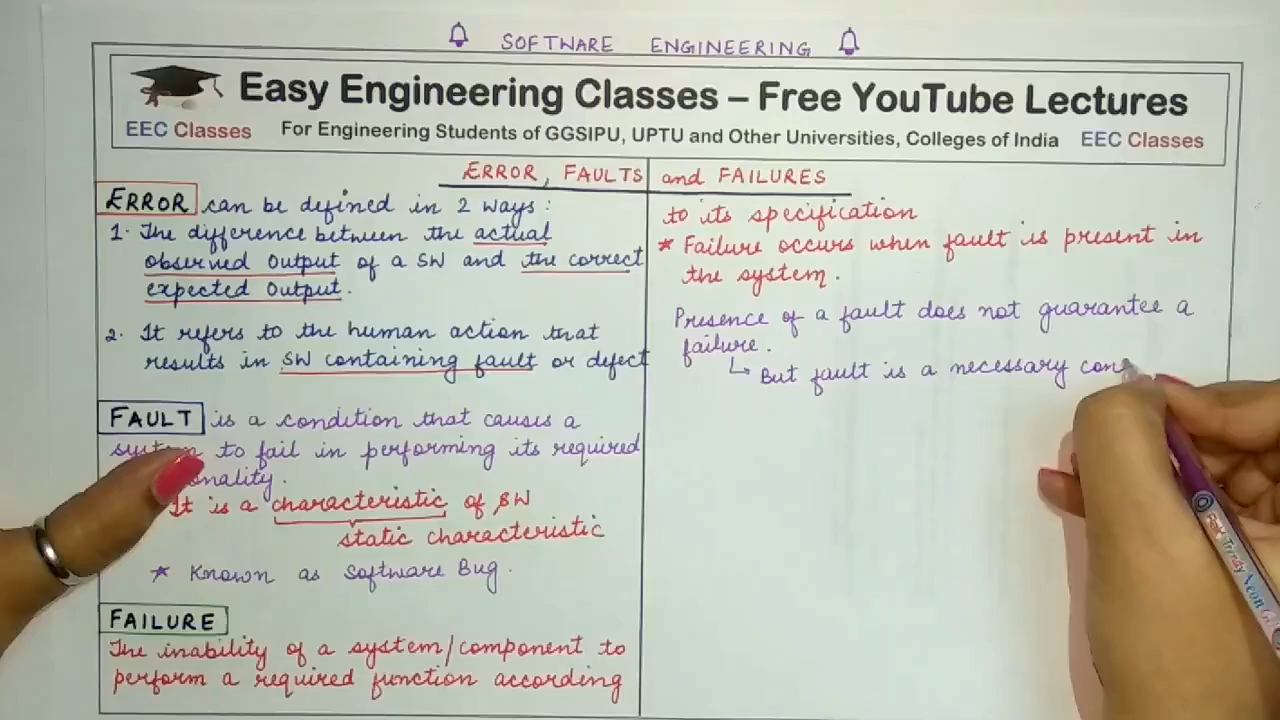 SOFTWARE ENGINEERING
Easy Engineering Classes – Free YouTube Lectures
EEC Classes For Engineering Students of GGSIPU, UPTU and Other Universities, Colleges of India EEC Classes
ERROR, FAULTS and FAILURES
ERROR can be defined in 2 ways :
1. The difference between the actual
observed output of a SW and the correct
expected output.
2. It refers to the human action that
results in SW containing fault or defect
FAULT is a condition that causes a
to fail in performing its required
It is a characteristic of SW
static characteristic
* Known as Software Bug.
FAILURE
The inability of a system/component to
perform a required function according
to its specification
* Failure occurs when fault is present in
the system.
Presence of a fault does not guarantee a
failure.
↳ But fault is a necessary con